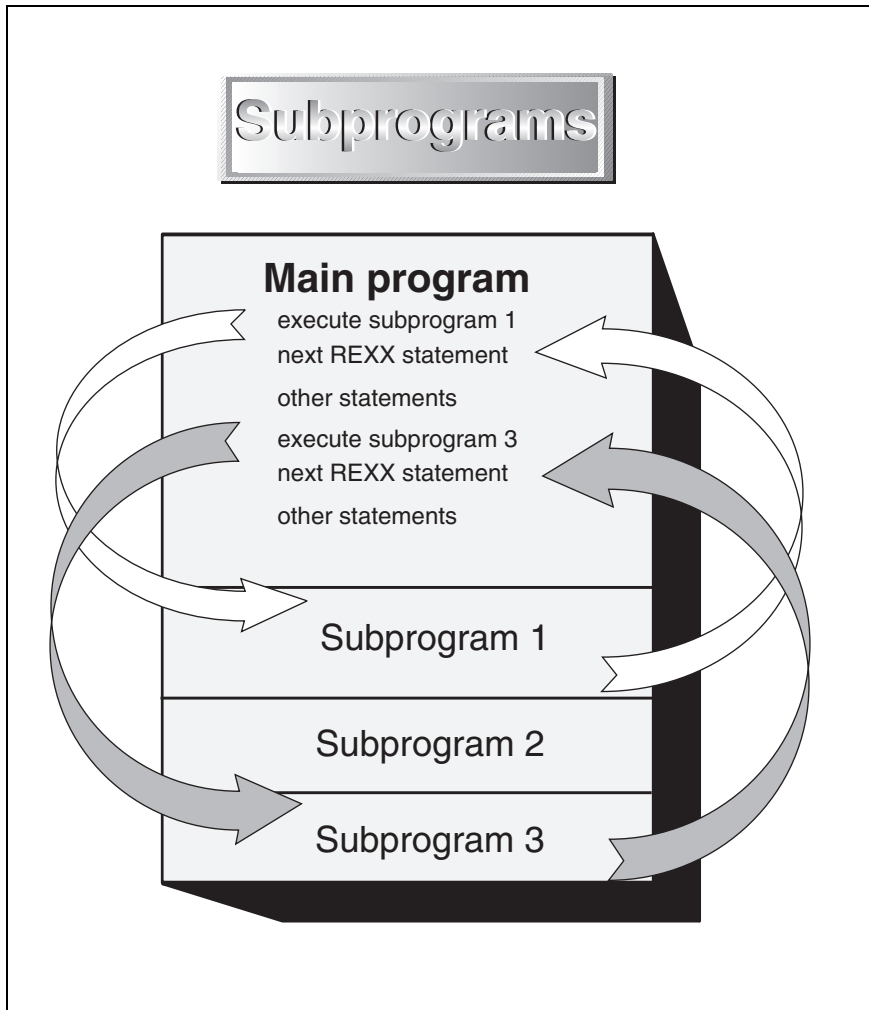 Subprograms
Main program
execute subprogram 1
next REXX statement
other statements
execute subprogram 3
next REXX statement
other statements
Subprogram 1
Subprogram 2
Subprogram 3